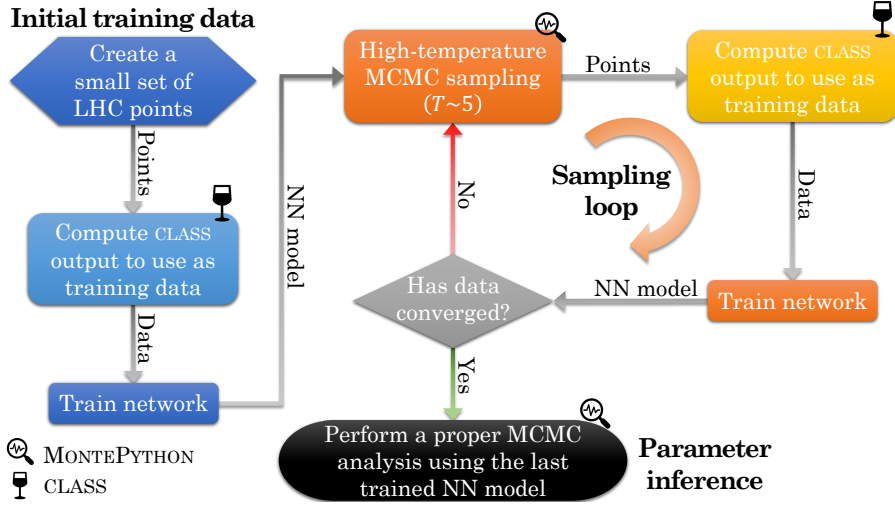 Initial training data
Create a
small set of
LHC points
Points
Compute CLASS
output to use as
training data
Data
Train network
NN model
High-temperature
MCMC sampling
(T~5)
Points
Compute CLASS
output to use as
training data
Sampling
loop
Data
Train network
NN model
Has data
converged?
No
Yes
Perform a proper MCMC
analysis using the last
trained NN model
Parameter
inference
MONTEPYTHON
CLASS